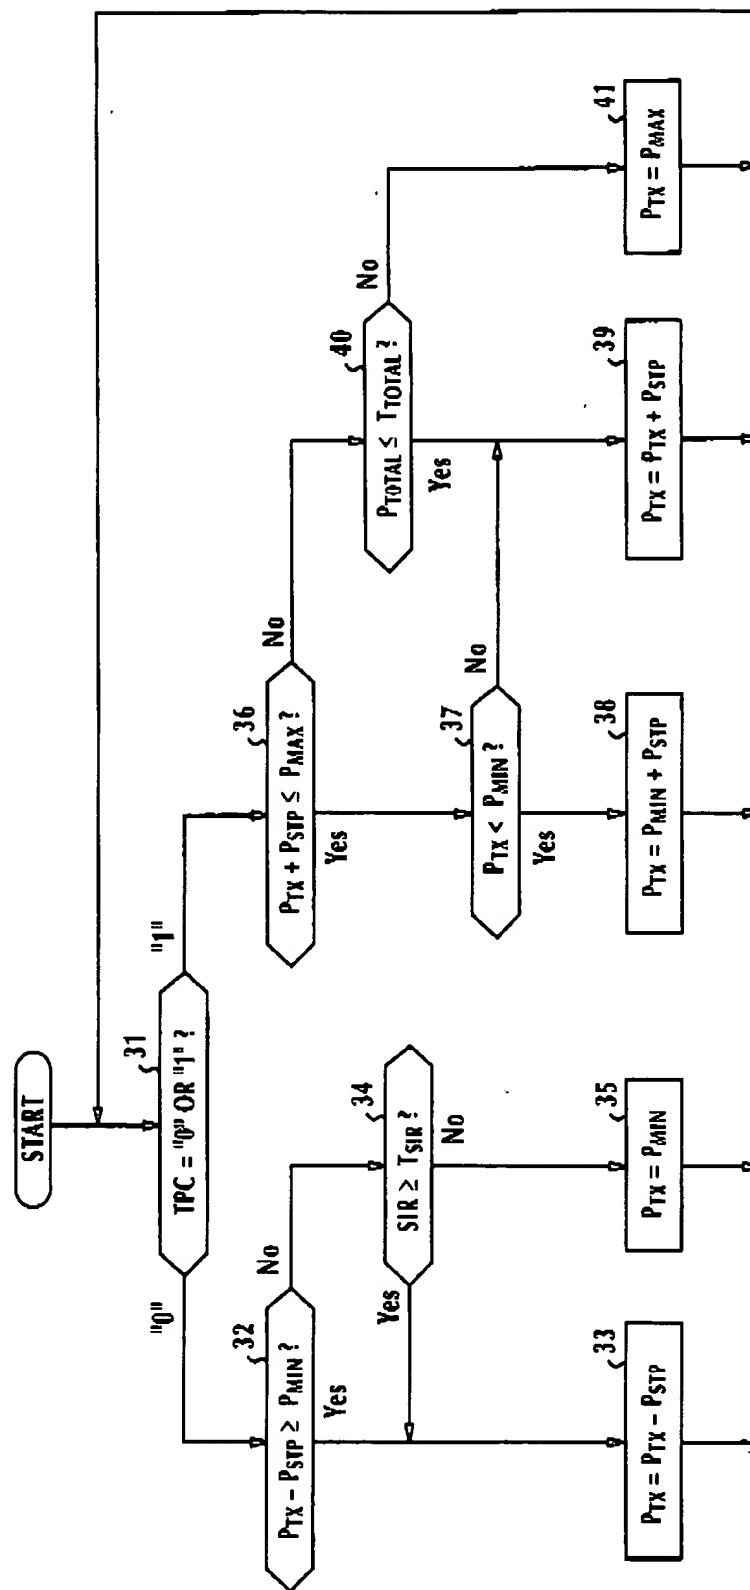 START
31
TPC = "0" OR "1" ?
"0"
"1"
32
PTX – PSTP ≥ PMIN?
Yes
No
34
SIR ≥ TSIR?
Yes
No
33
PTX = PTX – PSTP
35
PTX = PMIN
36
PTX + PSTP ≤ PMAX?
Yes
No
37
PTX < PMIN?
Yes
No
40
PTOTAL ≤ TTOTAL?
Yes
No
38
PTX = PMIN + PSTP
39
PTX = PTX + PSTP
41
PTX = PMAX